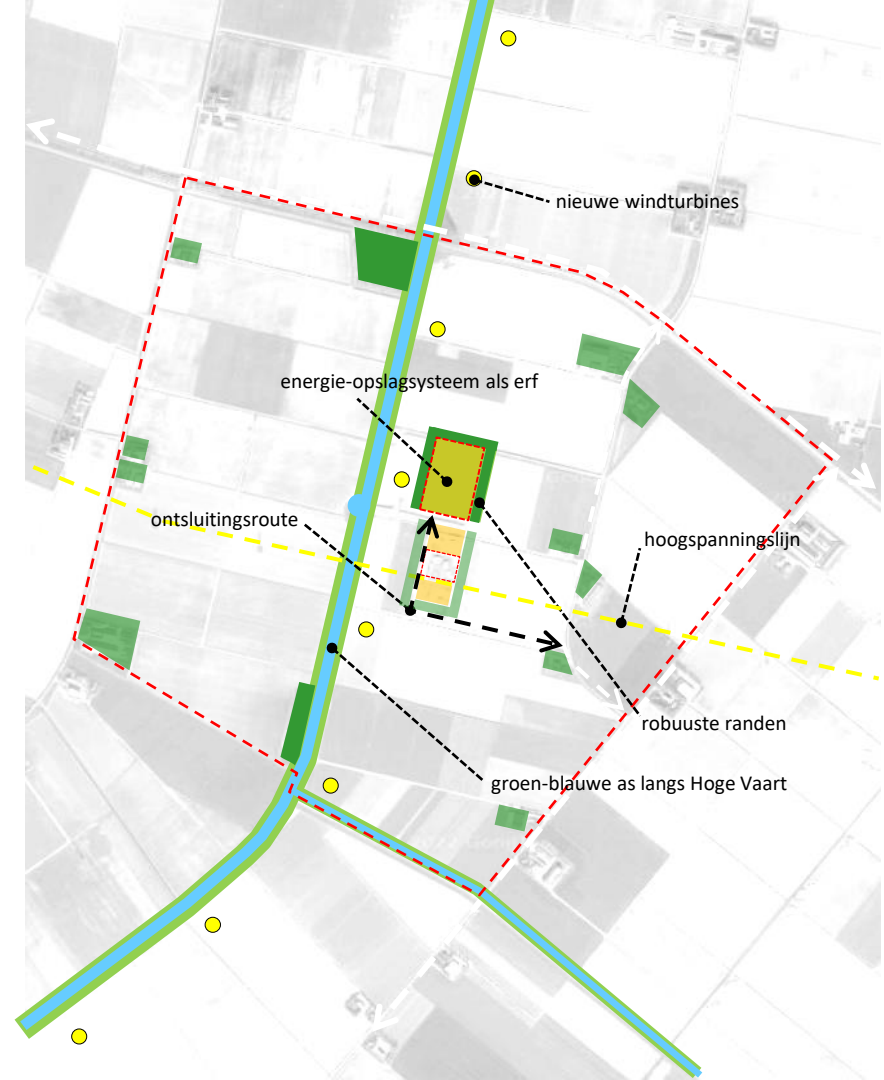 nieuwe windturbines
energie-opslagsysteem als erf
ontsluitingsroute
hoogspanningslijn
robuuste randen
groen-blauwe as langs Hoge Vaart